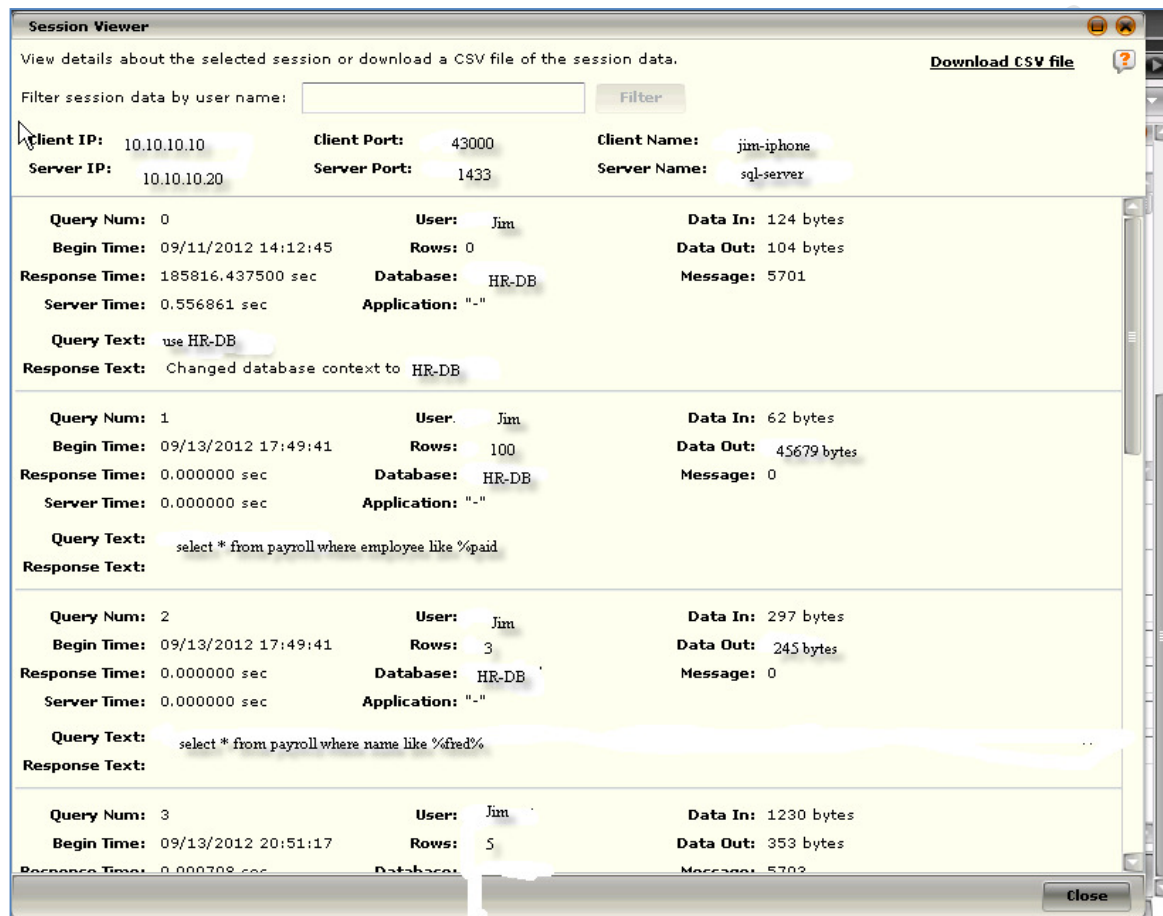 Session Viewer
View details about the selected session or download a CSV file of the session data. Download CSV file
Filter session data by user name: Filter
Client IP: 10.10.10.10 Client Port: 43000 Client Name: jim-iphone
Server IP: 10.10.10.20 Server Port: 1433 Server Name: sql-server
Query Num: 0 User: Jim Data In: 124 bytes
Begin Time: 09/11/2012 14:12:45 Rows: 0 Data Out: 104 bytes
Response Time: 185816.437500 sec Database: HR-DB Message: 5701
Server Time: 0.556861 sec Application: "-"
Query Text: use HR-DB
Response Text: Changed database context to HR-DB
Query Num: 1 User. Jim Data In: 62 bytes
Begin Time: 09/13/2012 17:49:41 Rows: 100 Data Out: 45679 bytes
Response Time: 0.000000 sec Database: HR-DB Message: 0
Server Time: 0.000000 sec Application: "-"
Query Text: select * from payroll where employee like %paid
Response Text:
Query Num: 2 User: Jim Data In: 297 bytes
Begin Time: 09/13/2012 17:49:41 Rows: 3 Data Out: 245 bytes
Response Time: 0.000000 sec Database: HR-DB Message: 0
Server Time: 0.000000 sec Application: "-"
Query Text: select * from payroll where name like %fred%
Response Text:
Query Num: 3 User: Jim Data In: 1230 bytes
Begin Time: 09/13/2012 20:51:17 Rows: 5 Data Out: 353 bytes
Response Time: 0.000708 sec Database: Message: 5703
Close